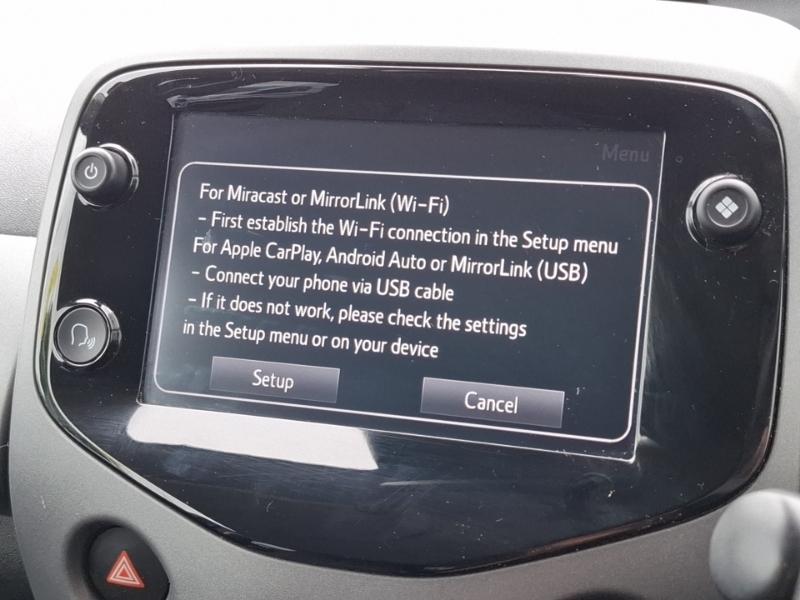 Menu
For Miracast or MirrorLink (Wi-Fi)
- First establish the Wi-Fi connection in the Setup menu
For Apple CarPlay, Android Auto or MirrorLink (USB)
- Connect your phone via USB cable
- If it does not work, please check the settings
in the Setup menu or on your device
Setup
Cancel